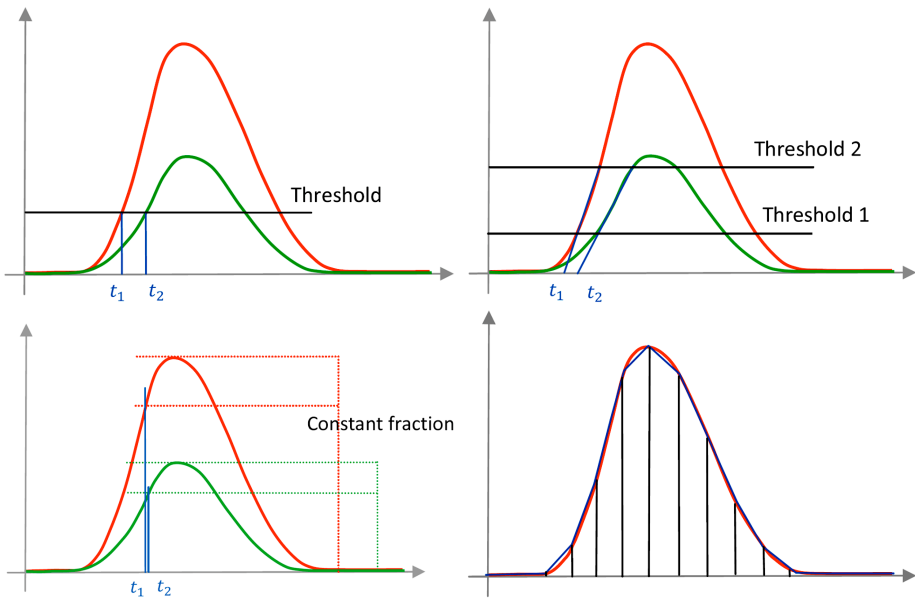 Threshold
t₁ t₂
Threshold 2
Threshold 1
t₁ t₂
Constant fraction
t₁ t₂